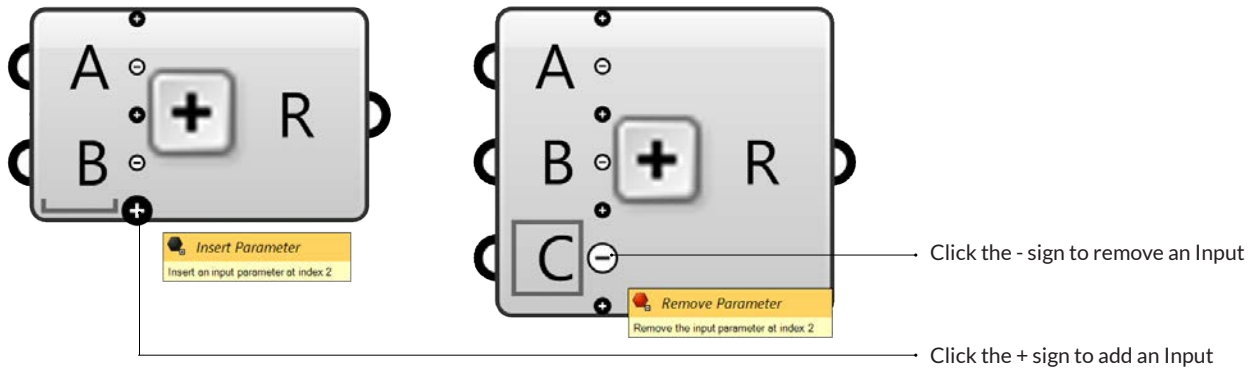 A
B
R
Insert Parameter
Insert an input parameter at index 2
A
B
C
R
Remove Parameter
Remove the input parameter at index 2
Click the - sign to remove an Input
Click the + sign to add an Input